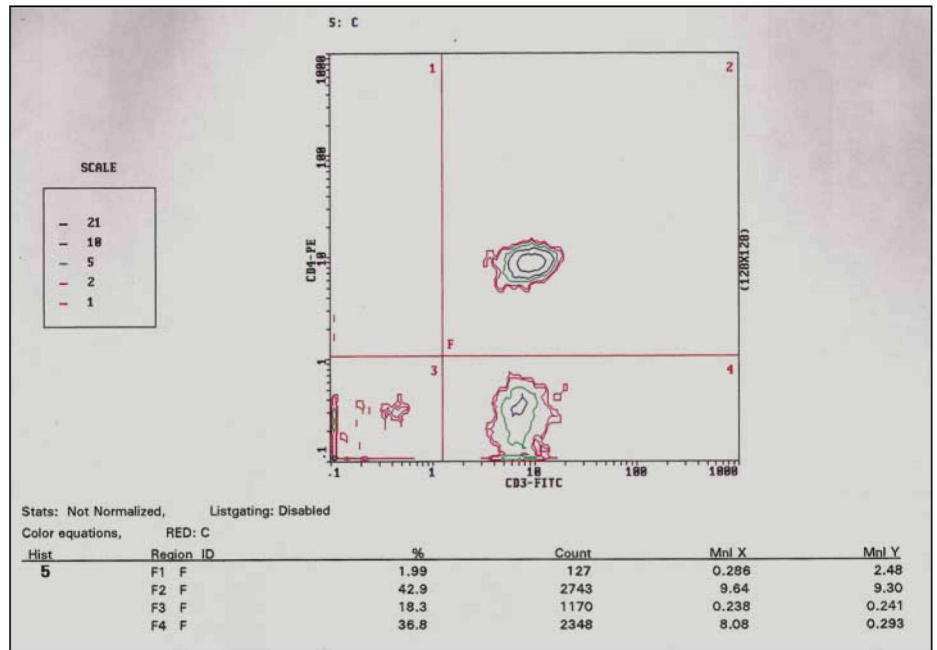 5: C
1 2
1000
100
10
1
.1
CD4-PE
(128X128)
SCALE
21
10
5
2
1
F
3 4
.1 1 10 100 1000
CD3-FITC
Stats: Not Normalized, Listgating: Disabled
Color equations, RED: C
Hist Region ID % Count MnI X MnI Y
5 F1 F 1.99 127 0.286 2.48
F2 F 42.9 2743 9.64 9.30
F3 F 18.3 1170 0.238 0.241
F4 F 36.8 2348 8.08 0.293